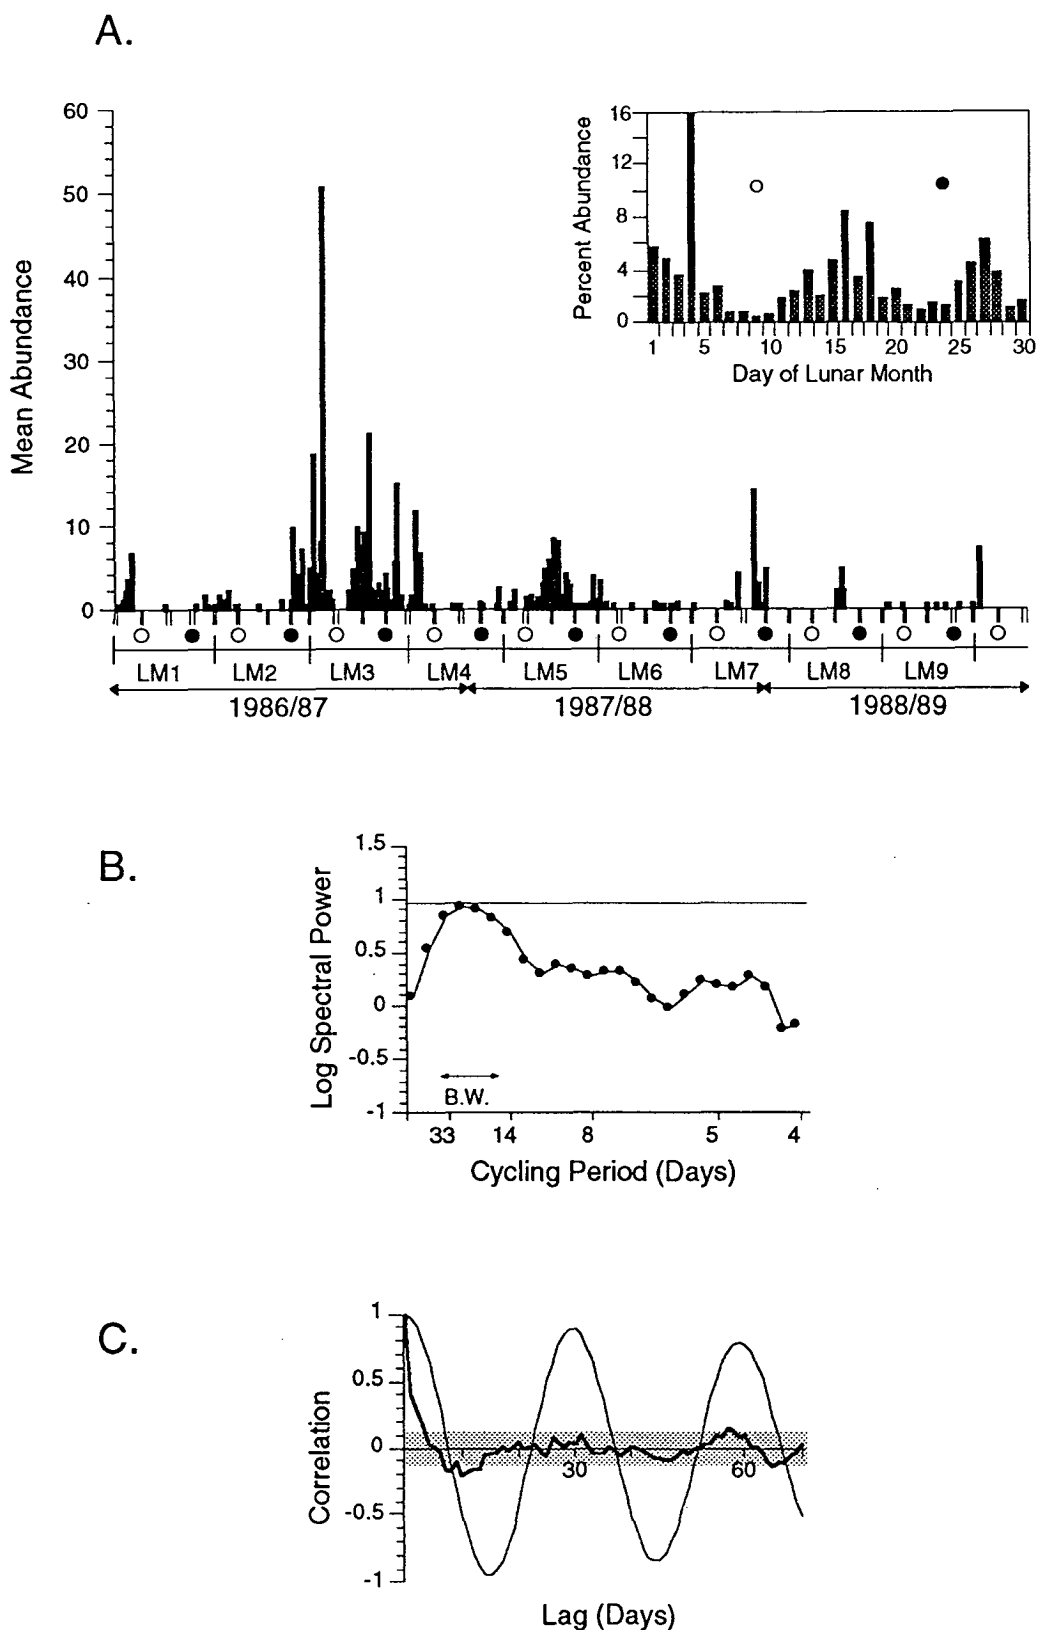 A.
60
50
40
30
20
10
0
Mean Abundance
16
12
8
4
0
Percent Abundance
1 5 10 15 20 25 30
Day of Lunar Month
LM1 LM2 LM3 LM4 LM5 LM6 LM7 LM8 LM9
1986/87 1987/88 1988/89
B.
1.5
1
0.5
0
-0.5
-1
Log Spectral Power
B.W.
33 14 8 5 4
Cycling Period (Days)
C.
1
0.5
0
-0.5
-1
Correlation
30 60
Lag (Days)